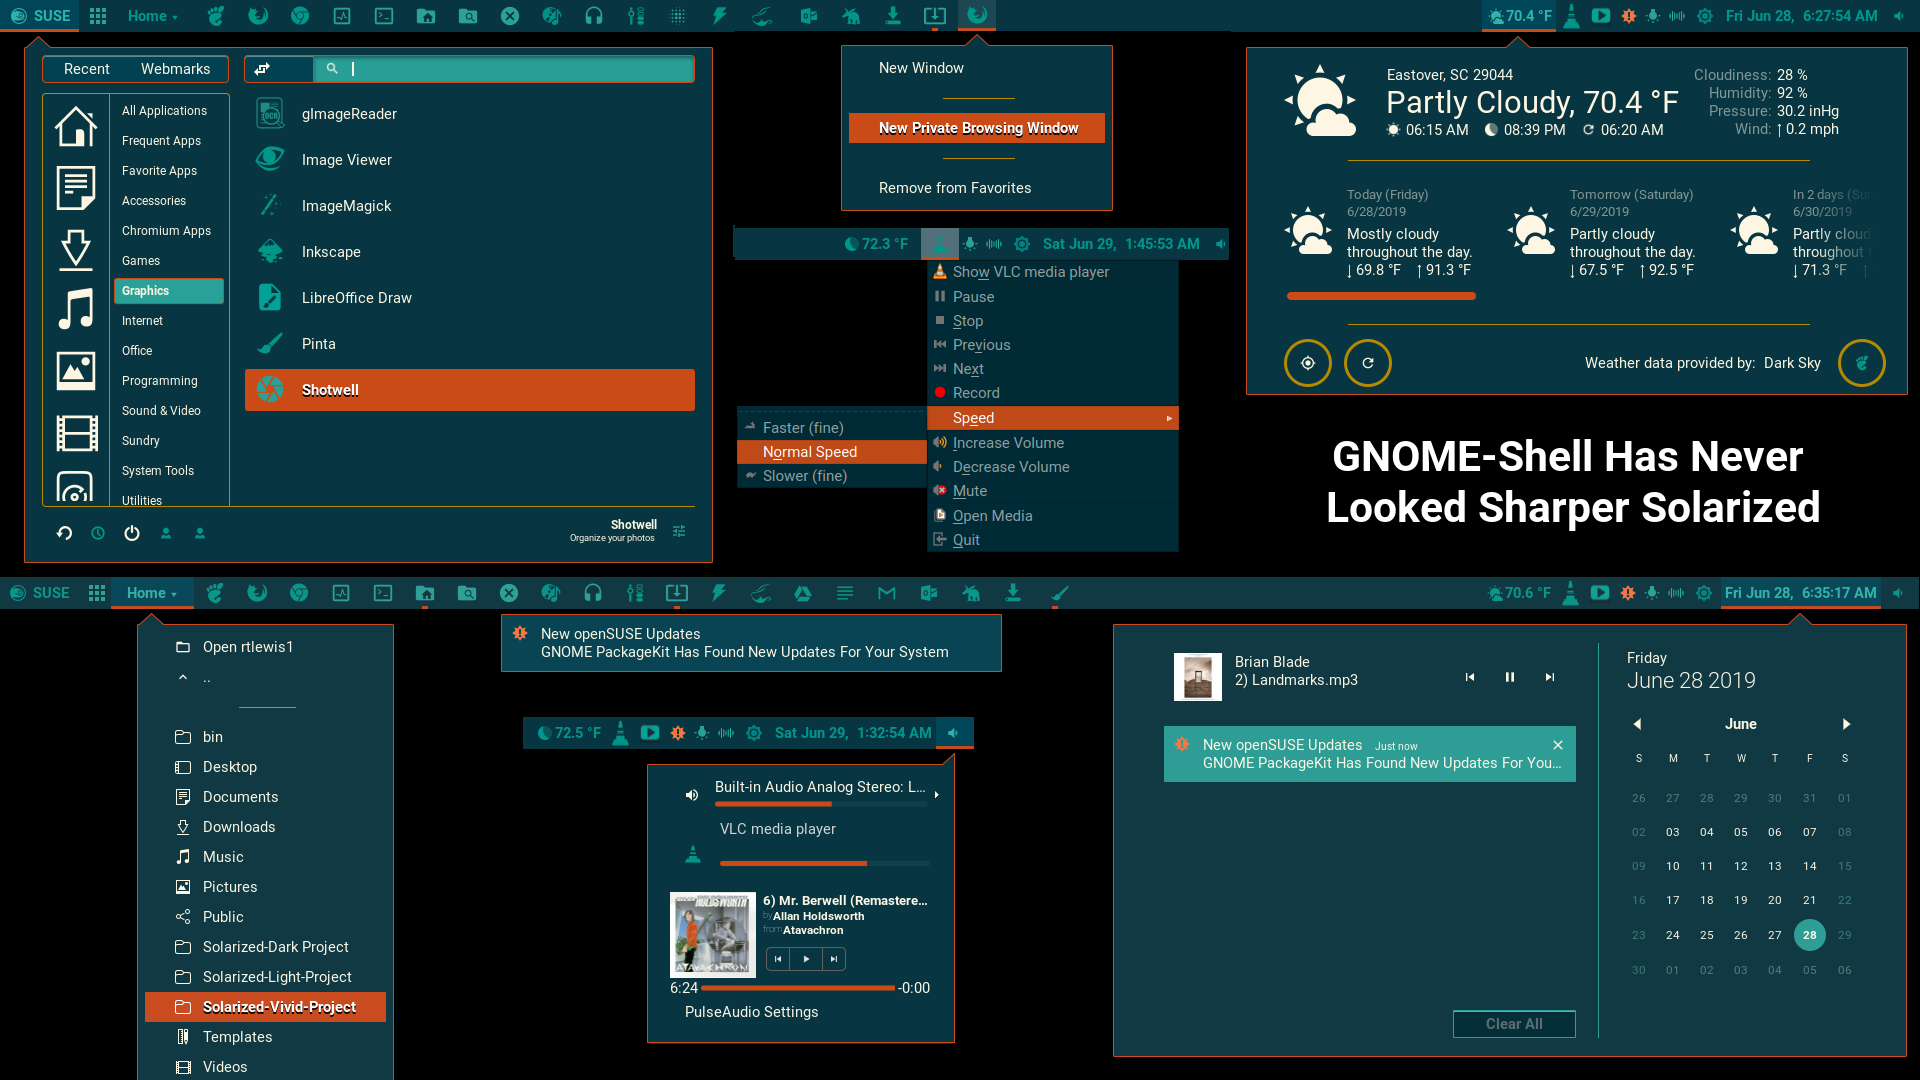 SUSE
Home
70.4 °F
Fri Jun 28, 6:27:54 AM
Recent
Webmarks
All Applications
Frequent Apps
Favorite Apps
Accessories
Chromium Apps
Games
Graphics
Internet
Office
Programming
Sound & Video
Sundry
System Tools
Utilities
OCR
gImageReader
Image Viewer
ImageMagick
Inkscape
LibreOffice Draw
Pinta
Shotwell
Shotwell
Organize your photos
New Window
New Private Browsing Window
Remove from Favorites
72.3 °F
Sat Jun 29, 1:45:53 AM
Show VLC media player
Pause
Stop
Previous
Next
Record
Speed
Increase Volume
Decrease Volume
Mute
Open Media
Quit
Faster (fine)
Normal Speed
Slower (fine)
Eastover, SC 29044
Partly Cloudy, 70.4 °F
06:15 AM 08:39 PM 06:20 AM
Cloudiness: 28 %
Humidity: 92 %
Pressure: 30.2 inHg
Wind: ↑ 0.2 mph
Today (Friday)
6/28/2019
Mostly cloudy
throughout the day.
↓ 69.8 °F ↑ 91.3 °F
Tomorrow (Saturday)
6/29/2019
Partly cloudy
throughout the day.
↓ 67.5 °F ↑ 92.5 °F
In 2 days (Sun
6/30/2019
Partly cloud
throughout t
↓ 71.3 °F ↑
Weather data provided by: Dark Sky
GNOME-Shell Has Never
Looked Sharper Solarized
SUSE
Home
70.6 °F
Fri Jun 28, 6:35:17 AM
Open rtlewis1
..
bin
Desktop
Documents
Downloads
Music
Pictures
Public
Solarized-Dark Project
Solarized-Light-Project
Solarized-Vivid-Project
Templates
Videos
New openSUSE Updates
GNOME PackageKit Has Found New Updates For Your System
72.5 °F
Sat Jun 29, 1:32:54 AM
Built-in Audio Analog Stereo: L...
VLC media player
HOLDSWORTH
ATAVACHRON
6) Mr. Berwell (Remastere...
by Allan Holdsworth
from Atavachron
6:24
-0:00
PulseAudio Settings
Brian Blade
2) Landmarks.mp3
New openSUSE Updates Just now
GNOME PackageKit Has Found New Updates For You...
Clear All
Friday
June 28 2019
June
S M T W T F S
26 27 28 29 30 31 01
02 03 04 05 06 07 08
09 10 11 12 13 14 15
16 17 18 19 20 21 22
23 24 25 26 27 28 29
30 01 02 03 04 05 06